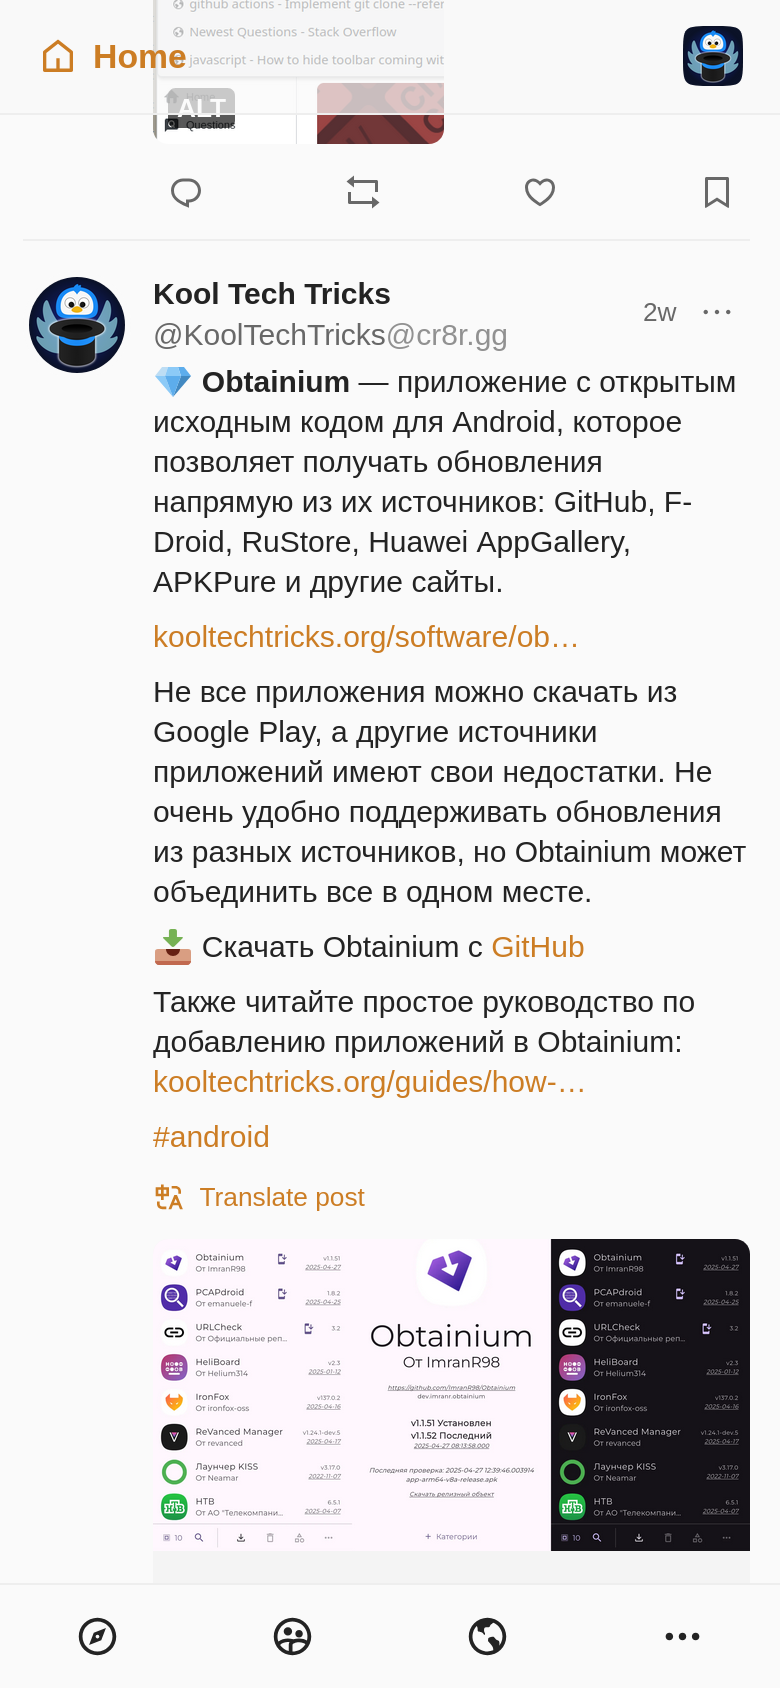 github actions - Implement git clone --refer
Newest Questions - Stack Overflow
javascript - How to hide toolbar coming wit
Home
Home
ALT
Questions
Kool Tech Tricks
2w
@KoolTechTricks@cr8r.gg
💎 Obtainium — приложение с открытым
исходным кодом для Android, которое
позволяет получать обновления
напрямую из их источников: GitHub, F-
Droid, RuStore, Huawei AppGallery,
APKPure и другие сайты.
kooltechtricks.org/software/ob…
Не все приложения можно скачать из
Google Play, а другие источники
приложений имеют свои недостатки. Не
очень удобно поддерживать обновления
из разных источников, но Obtainium может
объединить все в одном месте.
📥 Скачать Obtainium с GitHub
Также читайте простое руководство по
добавлению приложений в Obtainium:
kooltechtricks.org/guides/how-…
#android
Translate post
Obtainium v1.1.51
От ImranR98 2025-04-27
PCAPdroid 1.8.2
От emanuele-f 2025-04-25
URLCheck 3.2
От Официальные реп...
HeliBoard v2.3
От Helium314 2025-01-12
IronFox v137.0.2
От ironfox-oss 2025-04-16
ReVanced Manager v1.24.1-dev.5
От revanced 2025-04-17
Лаунчер KISS v3.17.0
От Neamar 2022-11-07
НТВ 6.5.1
От АО "Телекомпани... 2025-04-07
10
Obtainium
От ImranR98
https://github.com/ImranR98/Obtainium
dev.imranr.obtainium
v1.1.51 Установлен
v1.1.52 Последний
2025-04-27 08:13:58.000
Последняя проверка: 2025-04-27 12:39:46.003914
app-arm64-v8a-release.apk
Скачать релизный объект
+ Категории
Obtainium v1.1.51
От ImranR98 2025-04-27
PCAPdroid 1.8.2
От emanuele-f 2025-04-25
URLCheck 3.2
От Официальные реп...
HeliBoard v2.3
От Helium314 2025-01-12
IronFox v137.0.2
От ironfox-oss 2025-04-16
ReVanced Manager v1.24.1-dev.5
От revanced 2025-04-17
Лаунчер KISS v3.17.0
От Neamar 2022-11-07
НТВ 6.5.1
От АО "Телекомпани... 2025-04-07
10